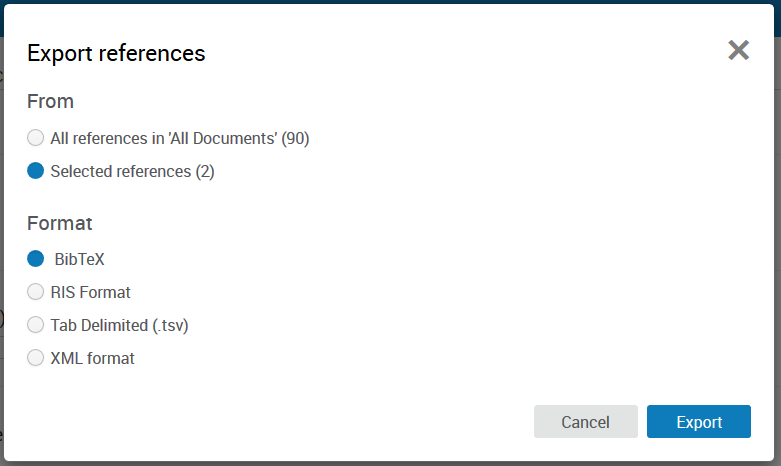 Export references
From
All references in 'All Documents' (90)
Selected references (2)
Format
BibTeX
RIS Format
Tab Delimited (.tsv)
XML format
Cancel Export